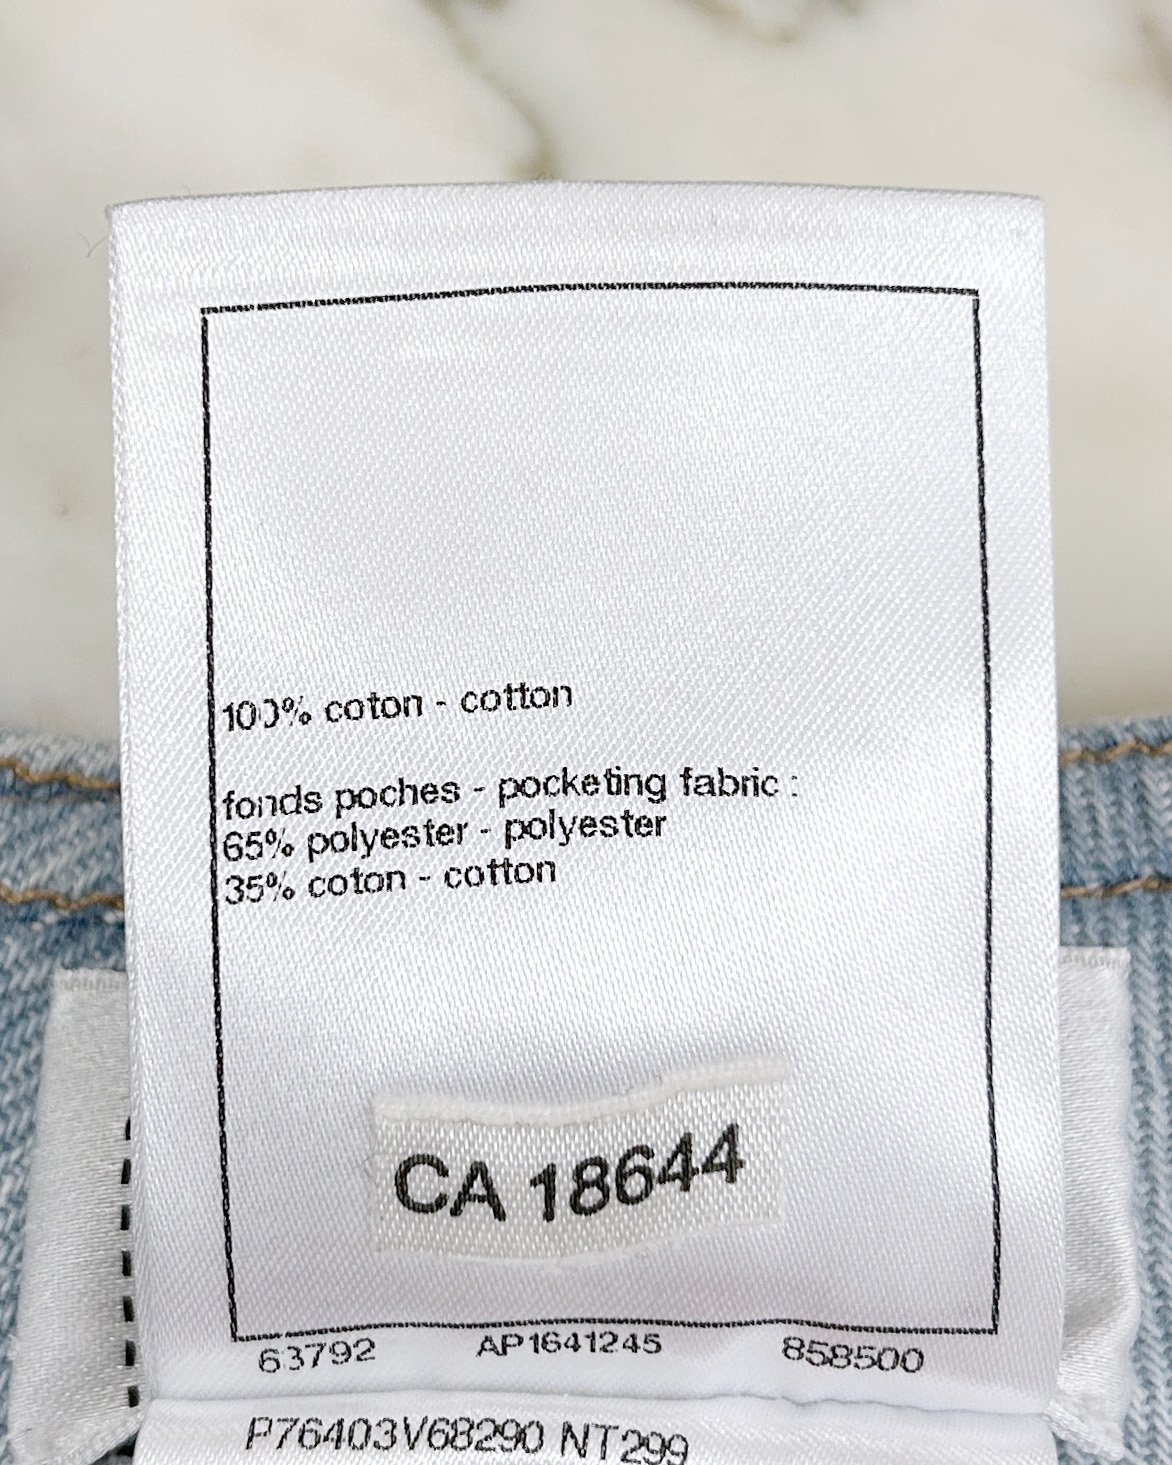 100% coton - cotton
fonds poches - pocketing fabric :
65% polyester - polyester
35% coton - cotton
CA 18644
63792 AP1641245 858500
P76403V68290 NT299